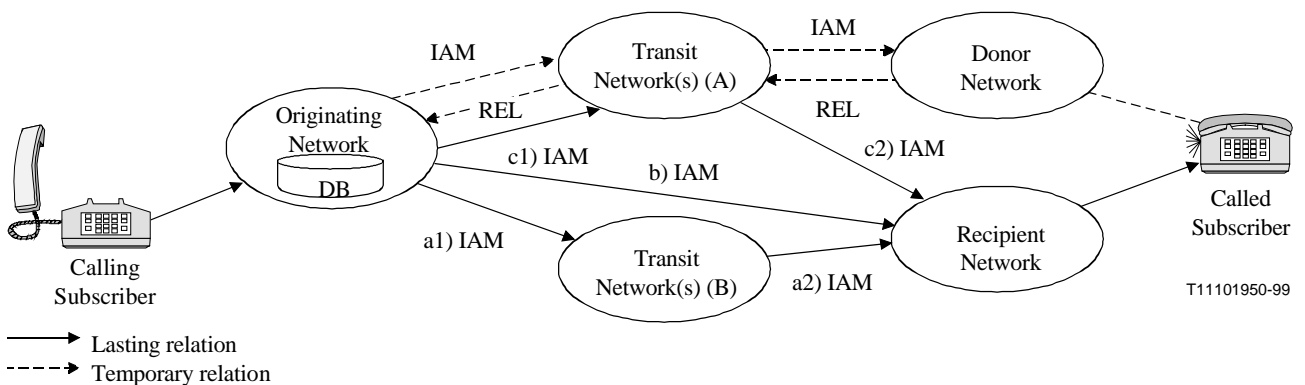 IAM
Transit
Network(s) (A)
IAM
Donor
Network
REL
REL
Originating
Network
DB
c1) IAM
c2) IAM
b) IAM
a1) IAM
Transit
Network(s) (B)
a2) IAM
Recipient
Network
Calling
Subscriber
Called
Subscriber
T11101950-99
Lasting relation
Temporary relation